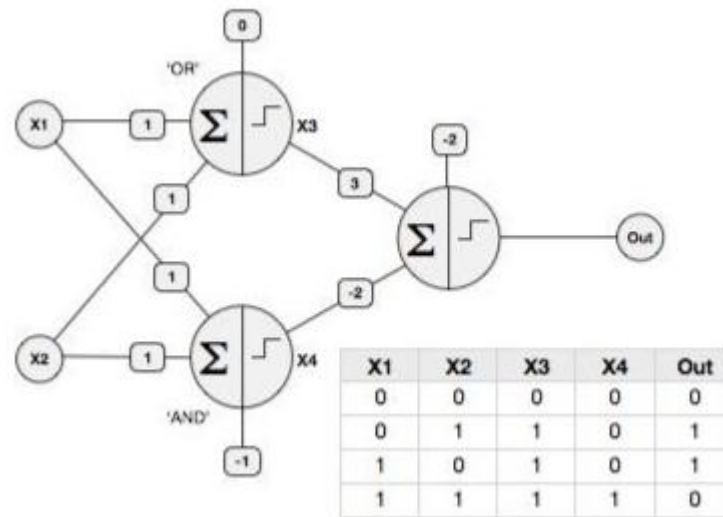 0
'OR'
X1
1
Σ
X3
-2
1
3
Σ
Out
1
-2
X2
1
Σ
X4
'AND'
-1
X1 X2 X3 X4 Out
0 0 0 0 0
0 1 1 0 1
1 0 1 0 1
1 1 1 1 0